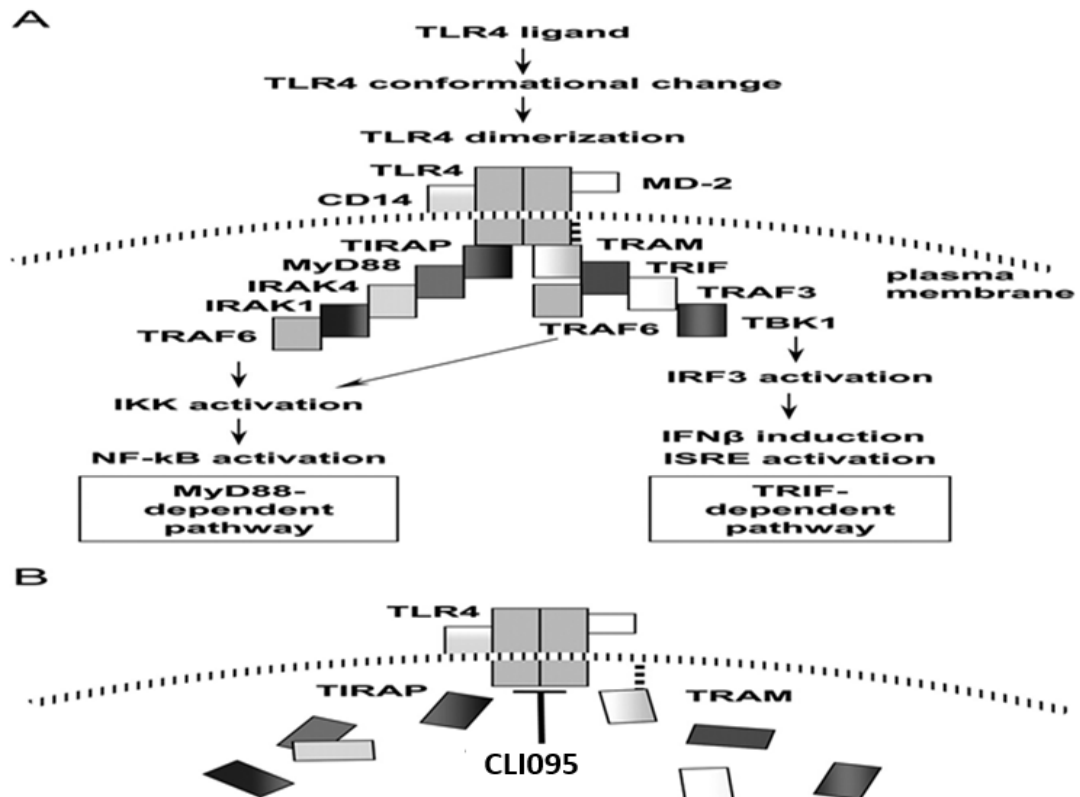 A
TLR4 ligand
TLR4 conformational change
TLR4 dimerization
TLR4
MD-2
CD14
TIRAP
TRAM
MyD88
TRIF
plasma
membrane
IRAK4
TRAF3
IRAK1
TRAF6
TRAF6
TBK1
IRF3 activation
IKK activation
IFNβ induction
NF-kB activation
ISRE activation
MyD88-
dependent
pathway
TRIF-
dependent
pathway
B
TLR4
TIRAP
TRAM
CLI095